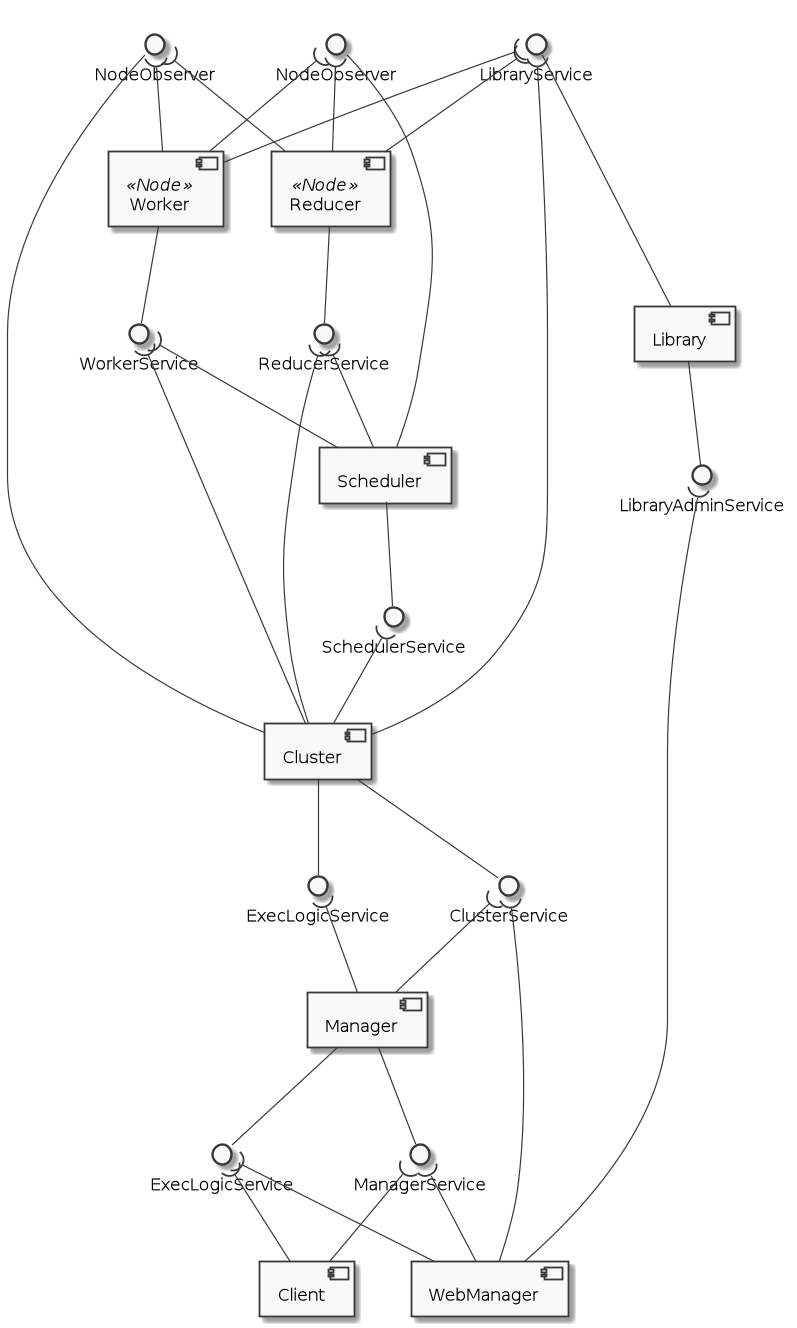 NodeObserver
NodeObserver
LibraryService
«Node»
Worker
«Node»
Reducer
Library
WorkerService
ReducerService
Scheduler
LibraryAdminService
SchedulerService
Cluster
ExecLogicService
ClusterService
Manager
ExecLogicService
ManagerService
Client
WebManager